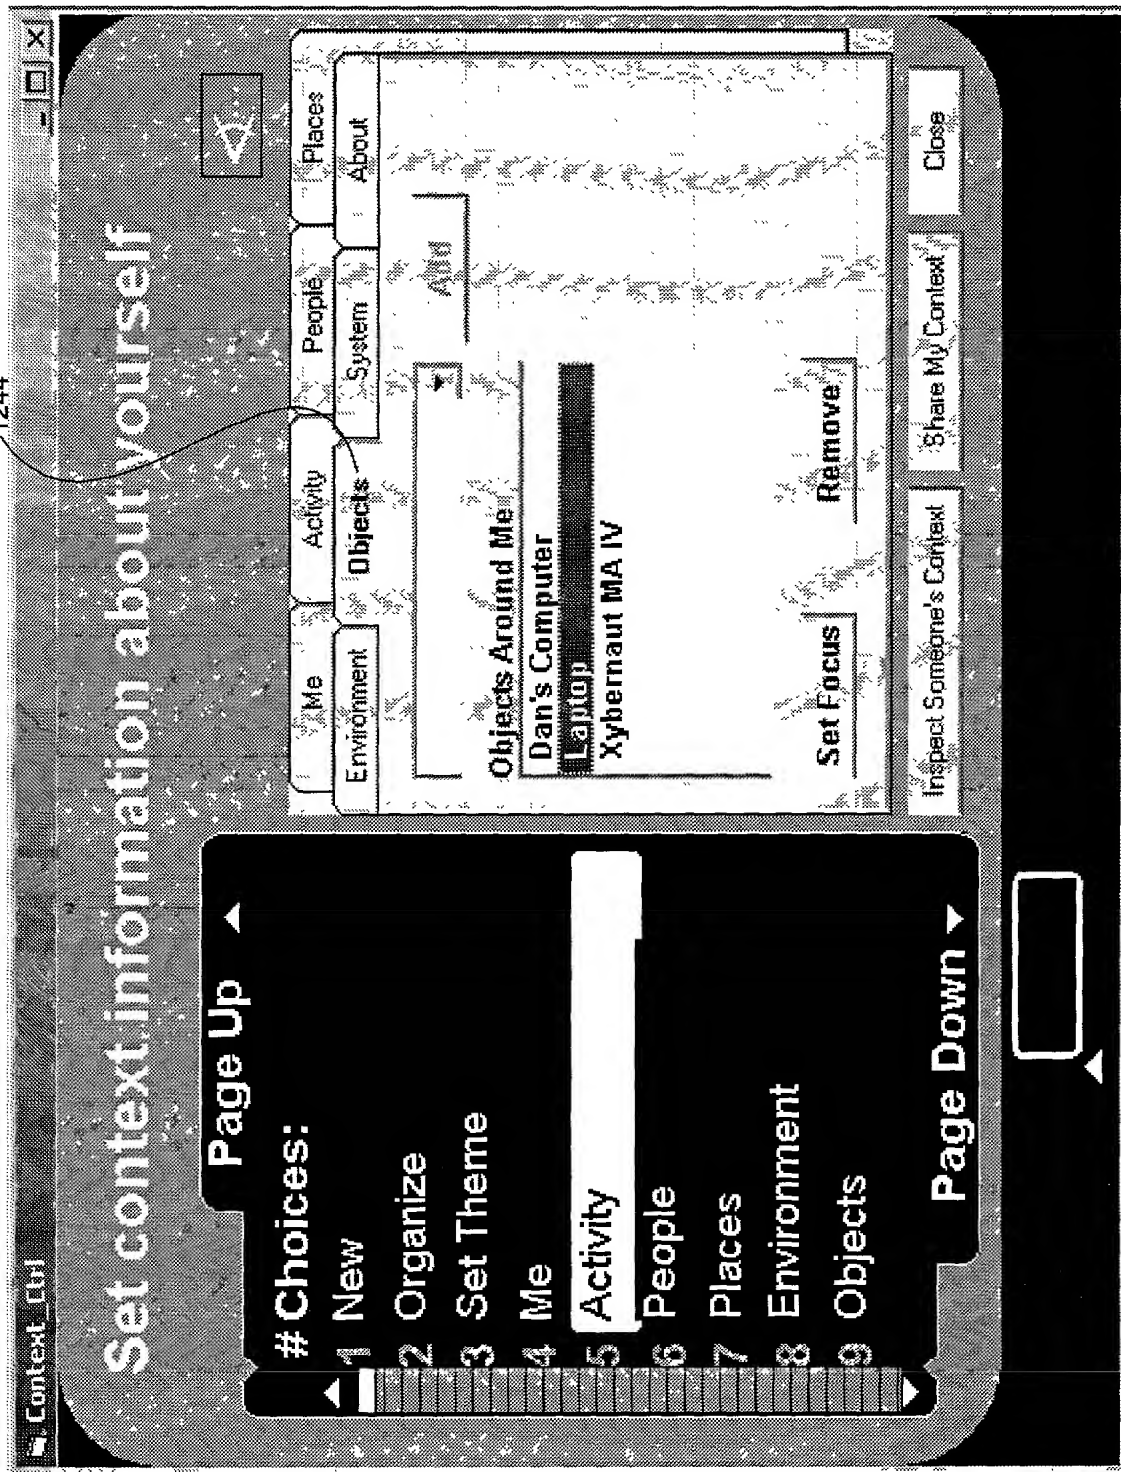 1244
Context Ctrl
Set context information about yourself
Page Up
# Choices:
1 New
2 Organize
3 Set Theme
4 Me
5 Activity
6 People
7 Places
8 Environment
9 Objects
Page Down
Me Activity People Places
Environment Objects System About
Add
Objects Around Me
Dan's Computer
Laptop
Xybernaut MA IV
Set Focus Remove
Inspect Someone's Context Share My Context Close